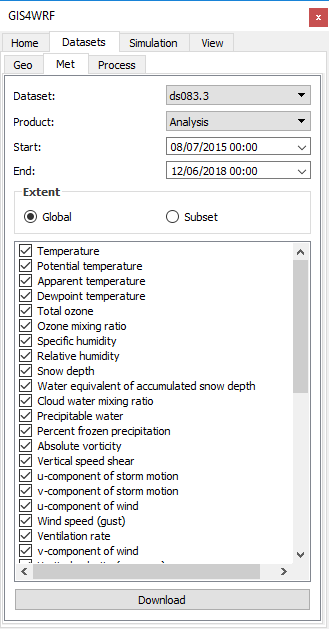 GIS4WRF x
Home Datasets Simulation View
Geo Met Process
Dataset: ds083.3
Product: Analysis
Start: 08/07/2015 00:00
End: 12/06/2018 00:00
Extent
Global Subset
Temperature
Potential temperature
Apparent temperature
Dewpoint temperature
Total ozone
Ozone mixing ratio
Specific humidity
Relative humidity
Snow depth
Water equivalent of accumulated snow depth
Cloud water mixing ratio
Precipitable water
Percent frozen precipitation
Absolute vorticity
Vertical speed shear
u-component of storm motion
v-component of storm motion
u-component of wind
Wind speed (gust)
Ventilation rate
v-component of wind
Download